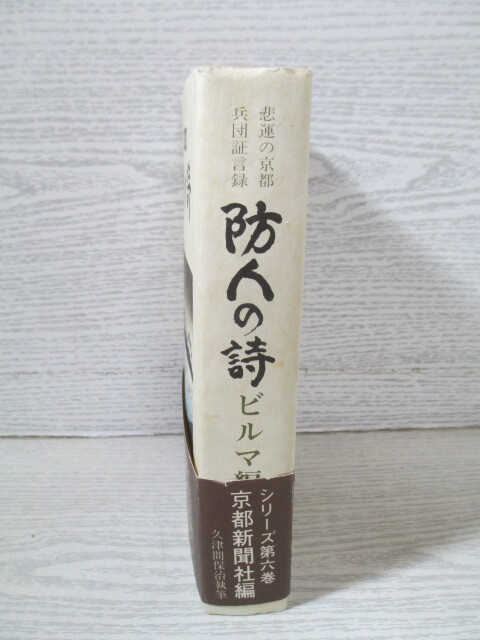 悲運の京都
兵団証言録
防人の詩
ビルマ編
シリーズ第六巻
京都新聞社編
久津間保治執筆